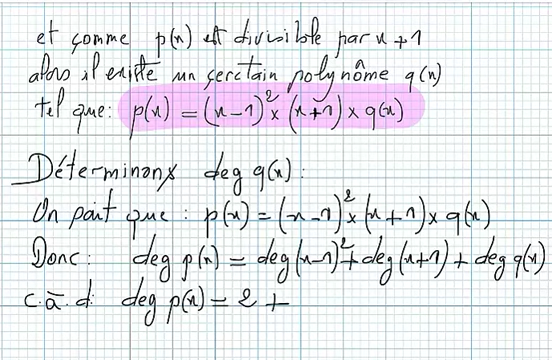 et comme p(x) est divisible par x+1
alors il existe un certain polynôme q(x)
tel que: p(x) = (x-1)² × (x+1) × q(x)
Déterminons deg q(x):
On sait que: p(x) = (x-1)² × (x+1) × q(x)
Donc: deg p(x) = deg (x-1)² + deg (x+1) + deg q(x)
c.à.d: deg p(x) = 2 +